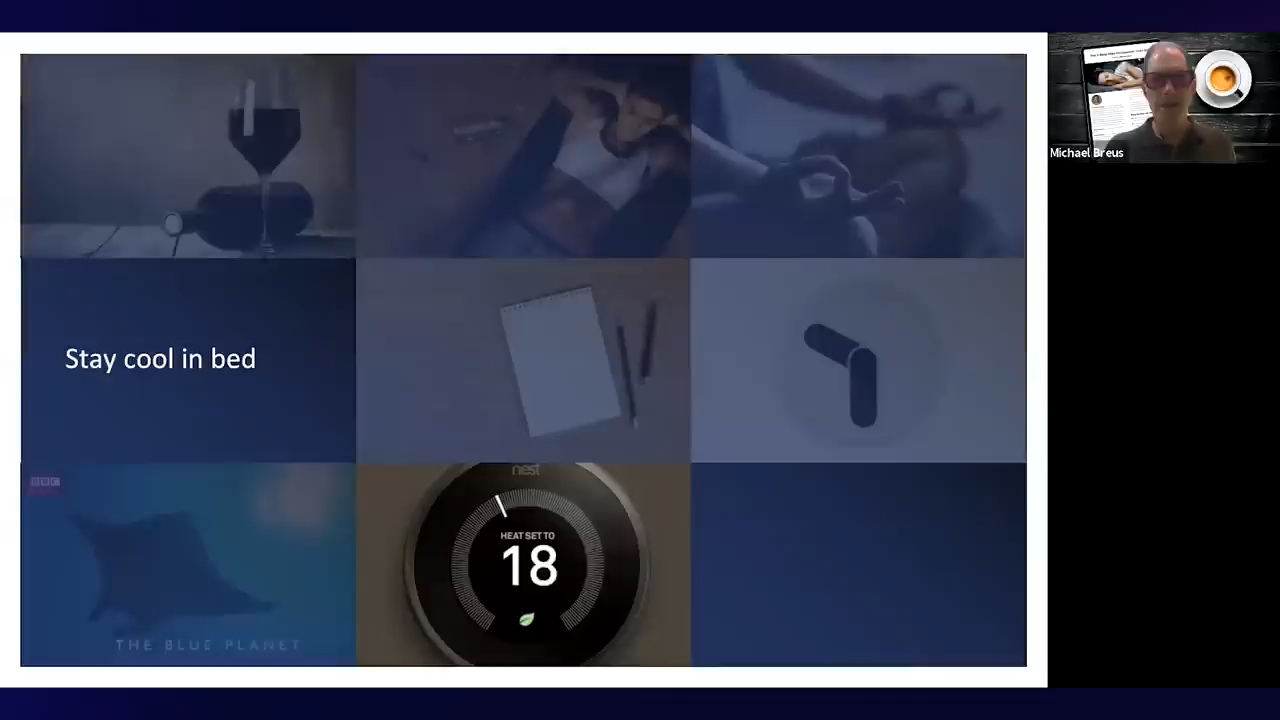 Michael Breus
Stay cool in bed
BBC
THE BLUE PLANET
nest
HEAT SET TO
18